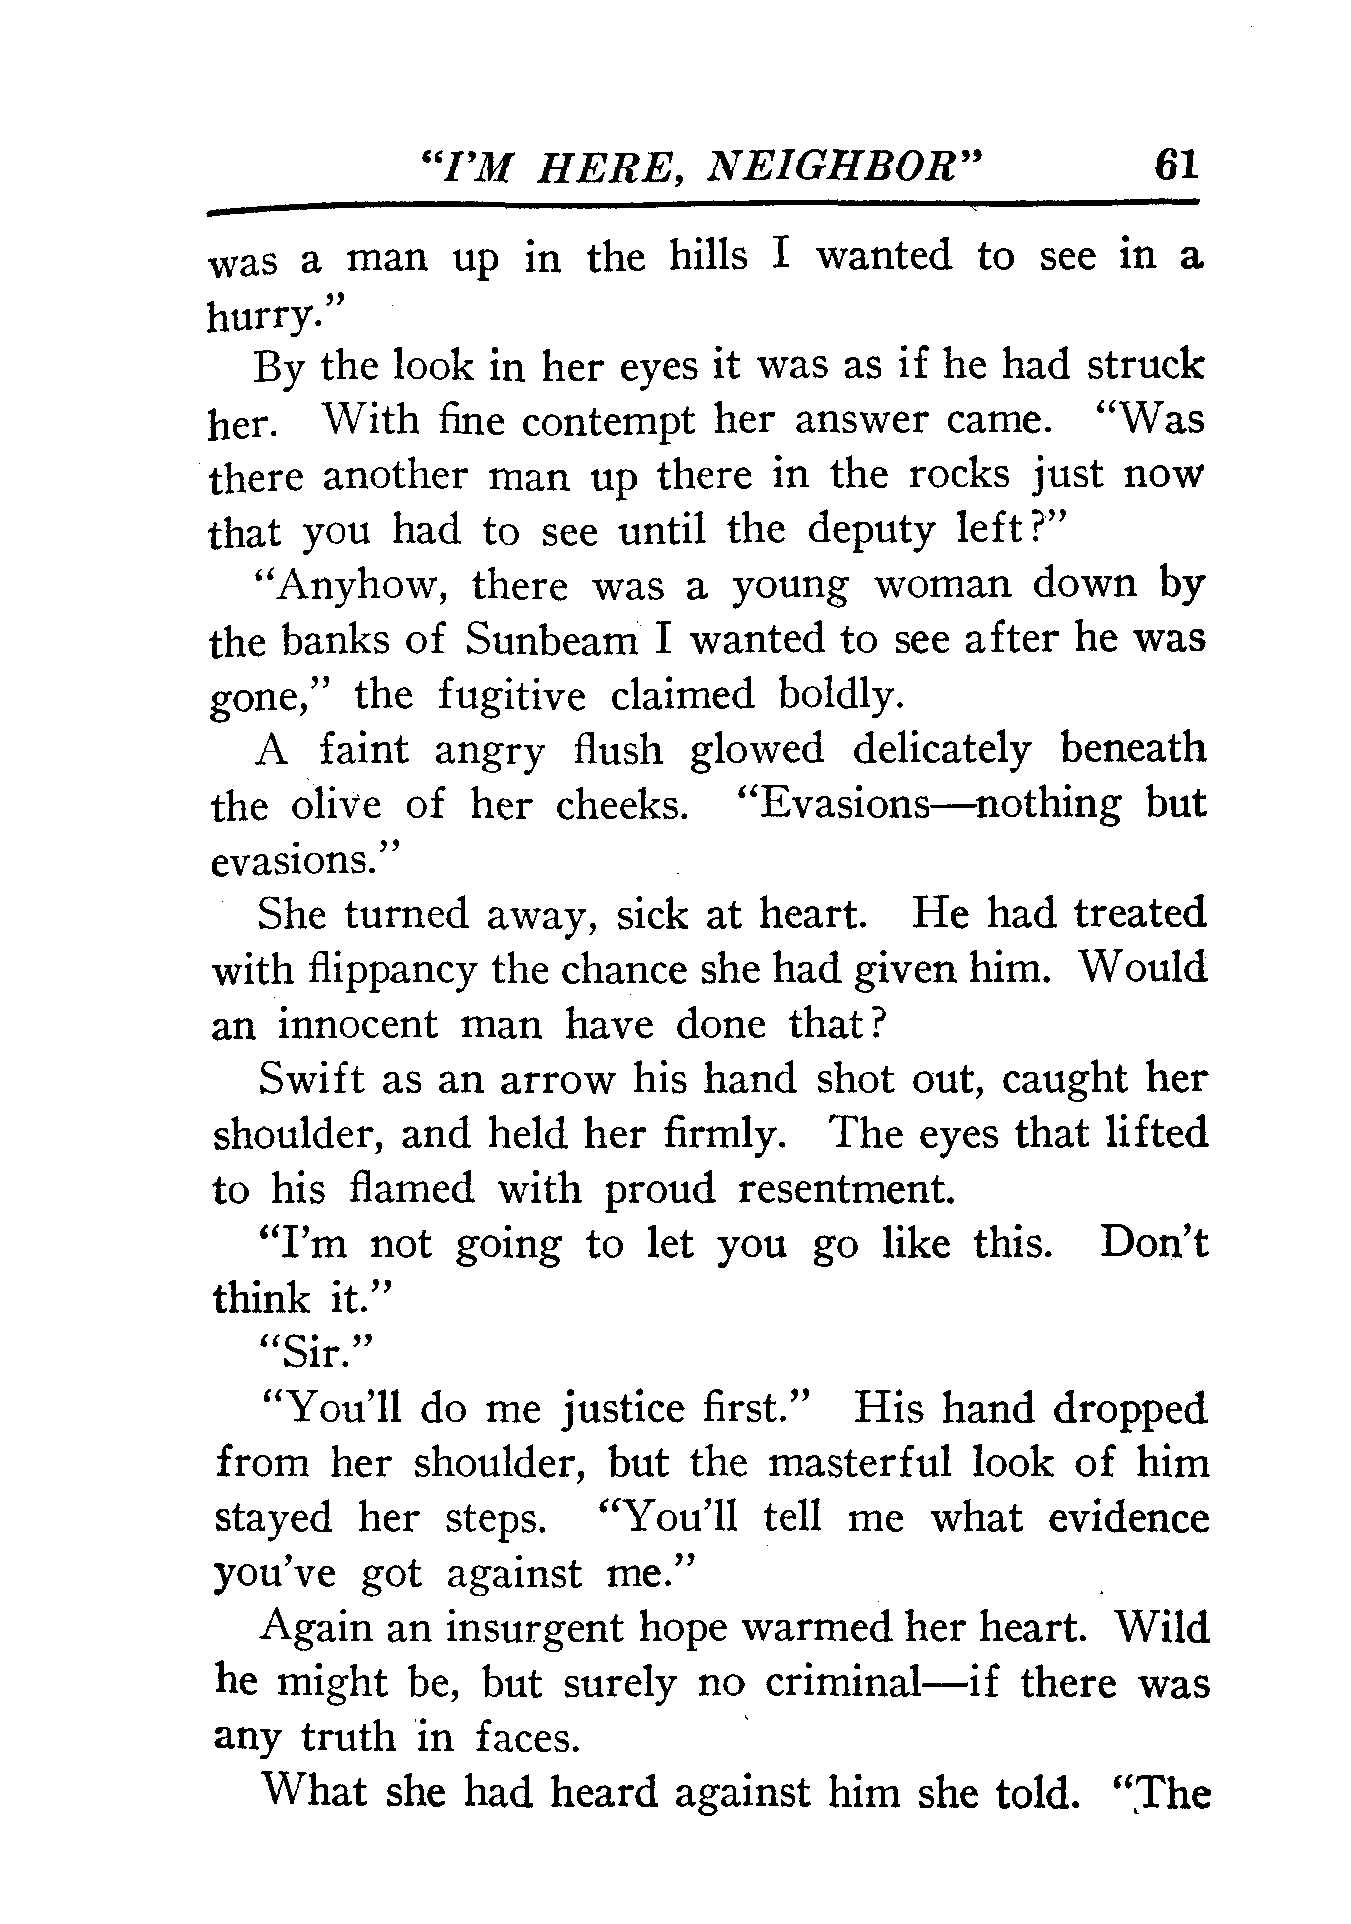 "I'M HERE, NEIGHBOR" 61
was a man up in the hills I wanted to see in a
hurry."
By the look in her eyes it was as if he had struck
her. With fine contempt her answer came. "Was
there another man up there in the rocks just now
that you had to see until the deputy left?"
"Anyhow, there was a young woman down by
the banks of Sunbeam I wanted to see after he was
gone," the fugitive claimed boldly.
A faint angry flush glowed delicately beneath
the olive of her cheeks. "Evasions—nothing but
evasions."
She turned away, sick at heart. He had treated
with flippancy the chance she had given him. Would
an innocent man have done that?
Swift as an arrow his hand shot out, caught her
shoulder, and held her firmly. The eyes that lifted
to his flamed with proud resentment.
"I'm not going to let you go like this. Don't
think it."
"Sir."
"You'll do me justice first." His hand dropped
from her shoulder, but the masterful look of him
stayed her steps. "You'll tell me what evidence
you've got against me."
Again an insurgent hope warmed her heart. Wild
he might be, but surely no criminal—if there was
any truth in faces.
What she had heard against him she told. "The